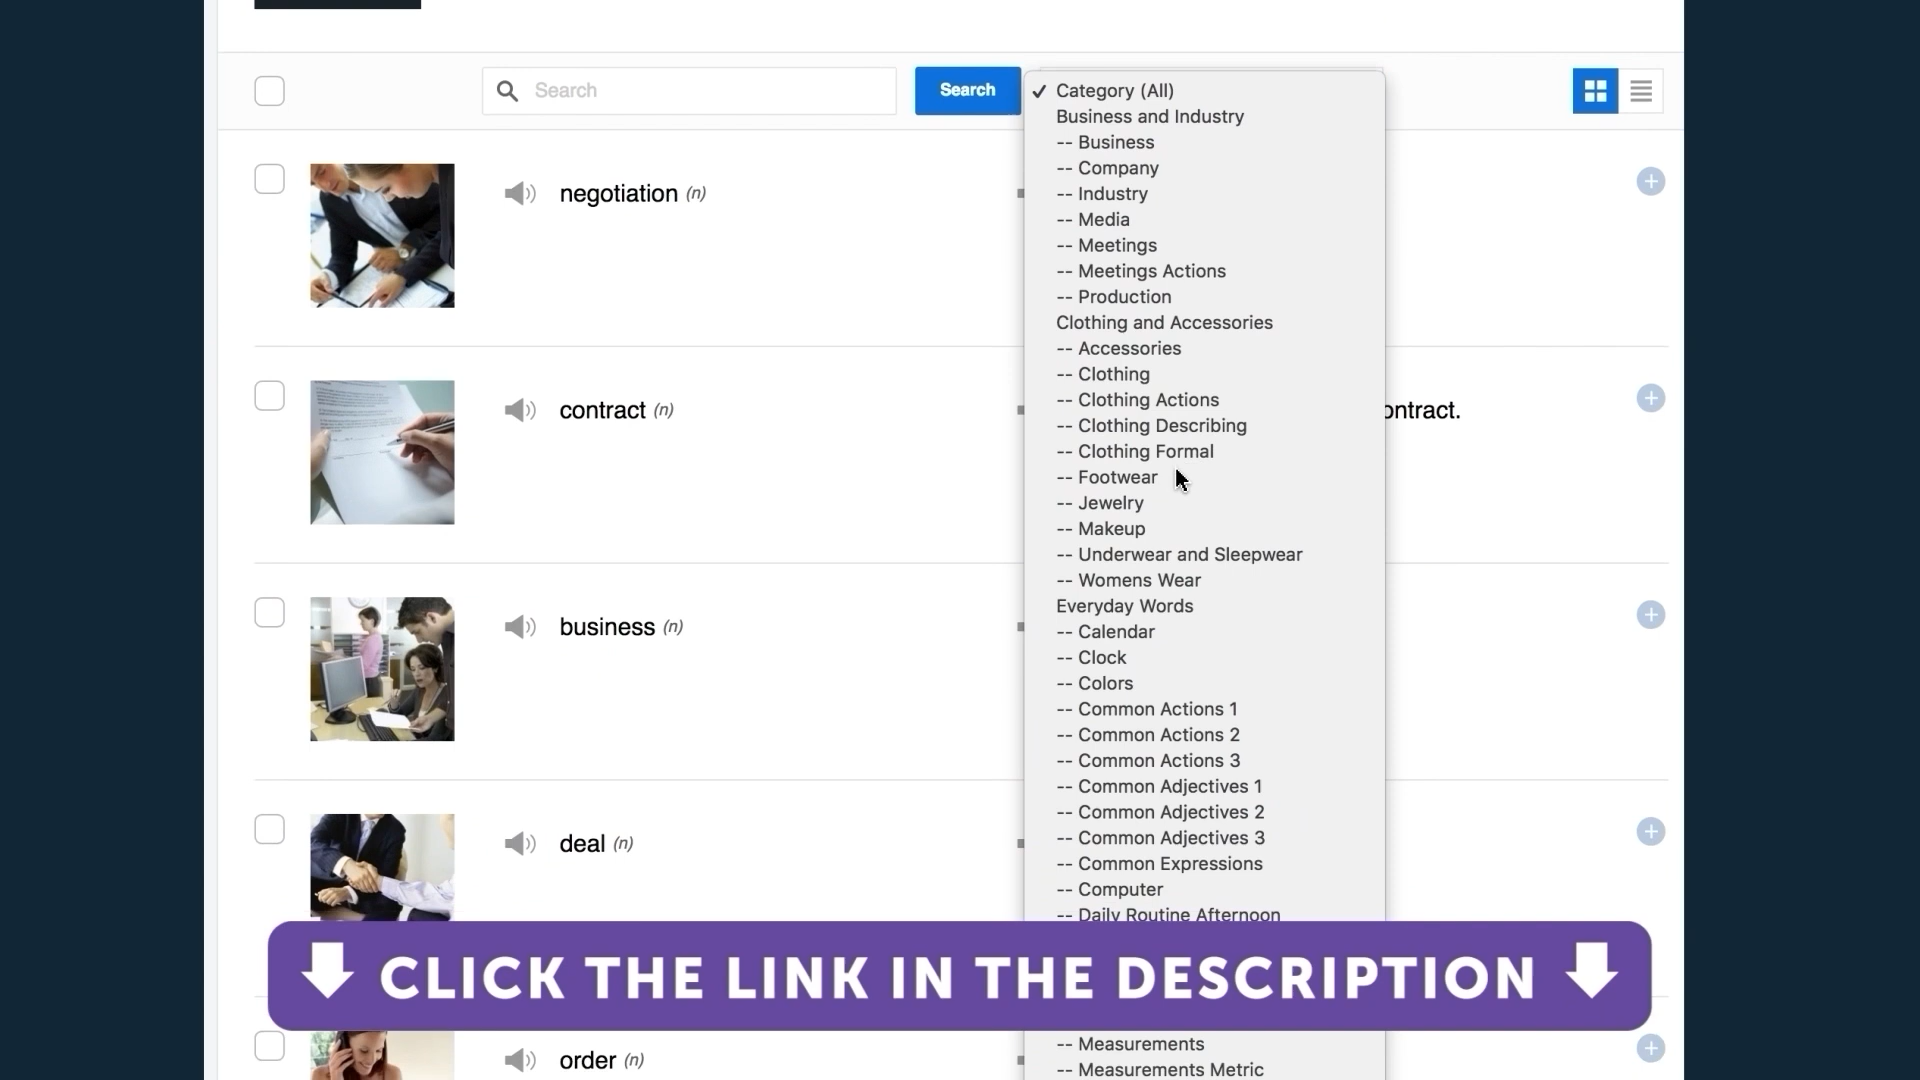 Search
Search
✓ Category (All)
Business and Industry
-- Business
-- Company
-- Industry
-- Media
-- Meetings
-- Meetings Actions
-- Production
Clothing and Accessories
-- Accessories
-- Clothing
-- Clothing Actions
-- Clothing Describing
-- Clothing Formal
-- Footwear
-- Jewelry
-- Makeup
-- Underwear and Sleepwear
-- Womens Wear
Everyday Words
-- Calendar
-- Clock
-- Colors
-- Common Actions 1
-- Common Actions 2
-- Common Actions 3
-- Common Adjectives 1
-- Common Adjectives 2
-- Common Adjectives 3
-- Common Expressions
-- Computer
-- Daily Routine Afternoon
-- Measurements
-- Measurements Metric
negotiation (n)
contract (n)
ontract.
business (n)
deal (n)
order (n)
CLICK THE LINK IN THE DESCRIPTION